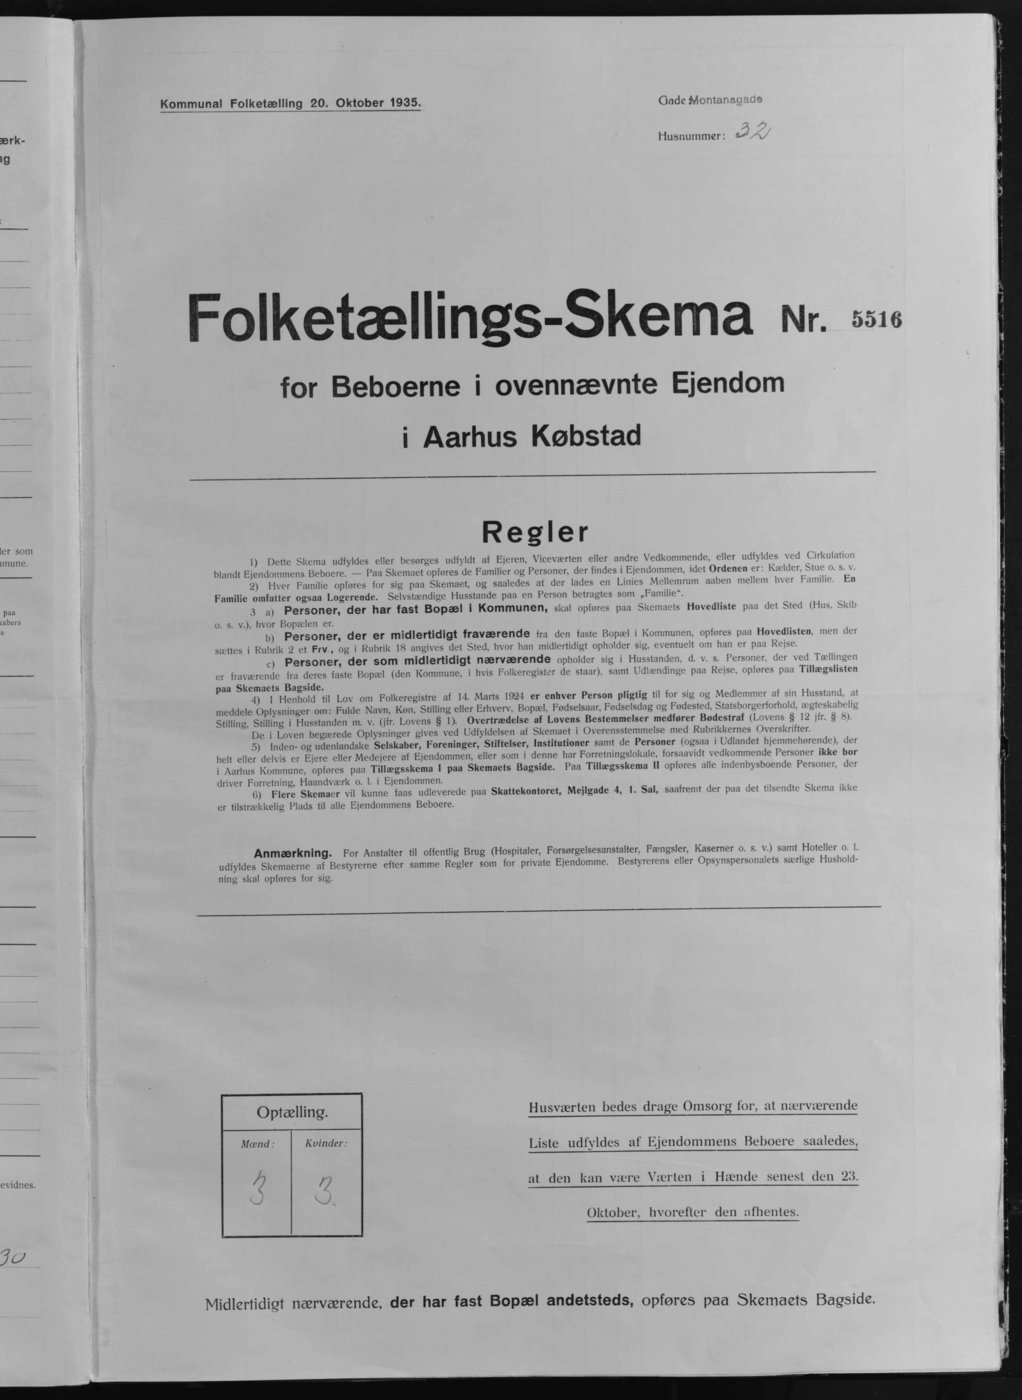 Kommunal Folketælling 20. Oktober 1935.
Gade: Montanagade
Husnummer: 32
Folketællings-Skema Nr. 5516
for Beboerne i ovennævnte Ejendom
i Aarhus Købstad
Regler
1) Dette Skema udfyldes eller besørges udfyldt af Ejeren, Viceværten eller andre Vedkommende, eller udfyldes ved Cirkulation
blandt Ejendommens Beboere. — Paa Skemaet opføres de Familier og Personer, der findes i Ejendommen, idet Ordenen er: Kælder, Stue o. s. v.
2) Hver Familie opføres for sig paa Skemaet, og saaledes at der lades en Linies Mellemrum aaben mellem hver Familie. En
Familie omfatter ogsaa Logerende. Selvstændige Husstande paa en Person betragtes som „Familie“.
3 a) Personer, der har fast Bopæl i Kommunen, skal opføres paa Skemaets Hovedliste paa det Sted (Hus, Skib
o. s. v.), hvor Bopælen er.
b) Personer, der er midlertidigt fraværende fra den faste Bopæl i Kommunen, opføres paa Hovedlisten, men der
sættes i Rubrik 2 et Frv., og i Rubrik 18 angives det Sted, hvor han midlertidigt opholder sig, eventuelt om han er paa Rejse.
c) Personer, der som midlertidigt nærværende opholder sig i Husstanden, d. v. s. Personer, der ved Tællingen
er fraværende fra deres faste Bopæl (den Kommune, i hvis Folkeregister de staar), samt Udlændinge paa Rejse, opføres paa Tillægslisten
paa Skemaets Bagside.
4) I Henhold til Lov om Folkeregistre af 14. Marts 1924 er enhver Person pligtig til for sig og Medlemmer af sin Husstand, at
meddele Oplysninger om: Fulde Navn, Køn, Stilling eller Erhverv, Bopæl, Fødselsaar, Fødselsdag og Fødested, Statsborgerforhold, ægteskabelig
Stilling, Stilling i Husstanden m. v. (jfr. Lovens § 1). Overtrædelse af Lovens Bestemmelser medfører Bødestraf (Lovens § 12 jfr. § 8).
De i Loven begærede Oplysninger gives ved Udfyldelsen af Skemaet i Overensstemmelse med Rubrikkernes Overskrifter.
5) Inden- og udenlandske Selskaber, Foreninger, Stiftelser, Institutioner samt de Personer (ogsaa i Udlandet hjemmehørende), der
helt eller delvis er Ejere eller Medejere af Ejendommen, eller som i denne har Forretningslokale, forsaavidt vedkommende Personer ikke bor
i Aarhus Kommune, opføres paa Tillægsskema I paa Skemaets Bagside. Paa Tillægsskema II opføres alle indenbysboende Personer, der
driver Forretning, Haandværk o. l. i Ejendommen.
6) Flere Skemaer vil kunne faas udleverede paa Skattekontoret, Mejlgade 4, 1. Sal, saafremt der paa det tilsendte Skema ikke
er tilstrækkelig Plads til alle Ejendommens Beboere.
Anmærkning. For Anstalter til offentlig Brug (Hospitaler, Forsørgelsesanstalter, Fængsler, Kaserner o. s. v.) samt Hoteller o. l.
udfyldes Skemaerne af Bestyrerne efter samme Regler som for private Ejendomme. Bestyrerens eller Opsynspersonalets særlige Hushold-
ning skal opføres for sig.
Optælling.
Mænd: Kvinder:
3 3.
Husværten bedes drage Omsorg for, at nærværende
Liste udfyldes af Ejendommens Beboere saaledes,
at den kan være Værten i Hænde senest den 23.
Oktober, hvorefter den afhentes.
Midlertidigt nærværende, der har fast Bopæl andetsteds, opføres paa Skemaets Bagside.